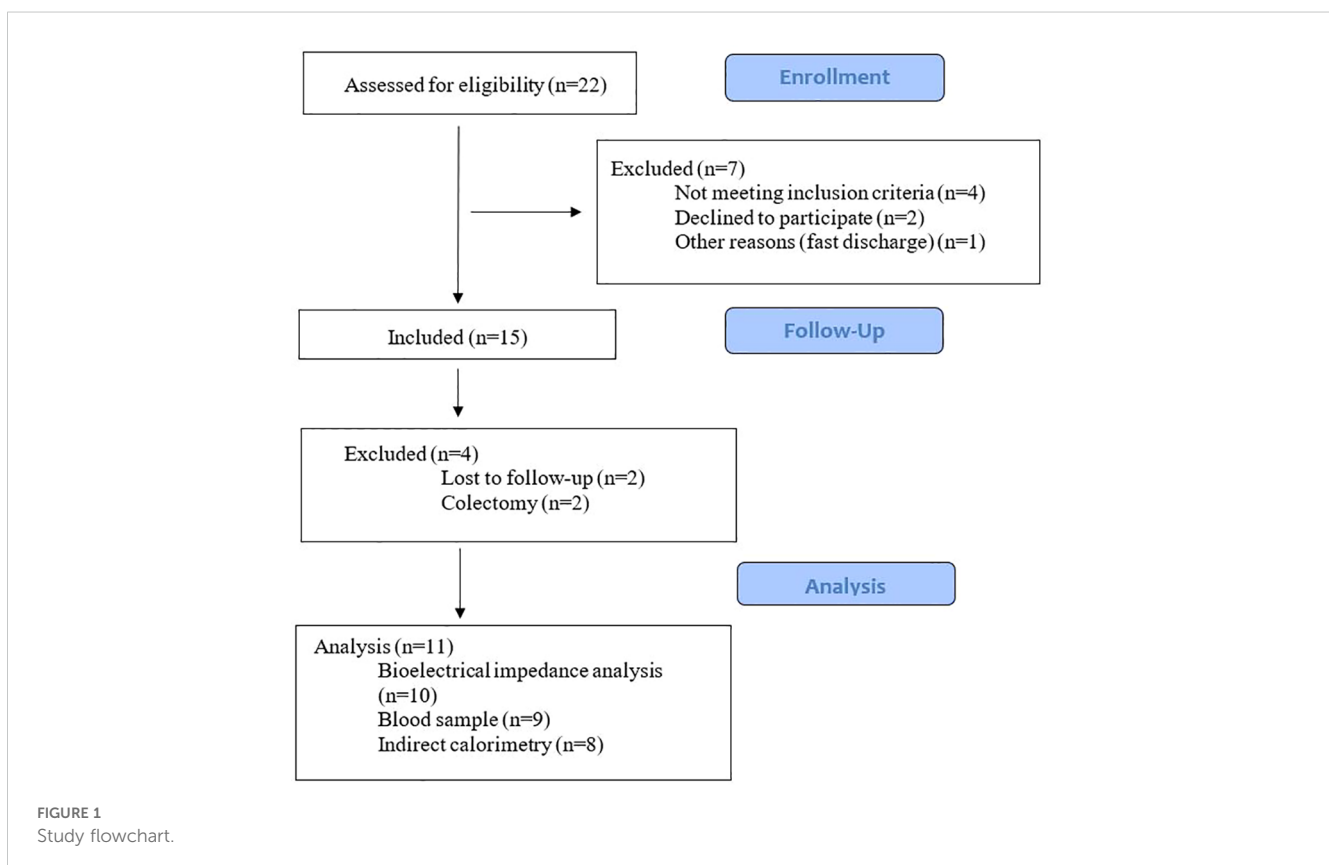 Assessed for eligibility (n=22)
Enrollment
Excluded (n=7)
Not meeting inclusion criteria (n=4)
Declined to participate (n=2)
Other reasons (fast discharge) (n=1)
Included (n=15)
Follow-Up
Excluded (n=4)
Lost to follow-up (n=2)
Colectomy (n=2)
Analysis
Analysis (n=11)
Bioelectrical impedance analysis
(n=10)
Blood sample (n=9)
Indirect calorimetry (n=8)
FIGURE 1
Study flowchart.